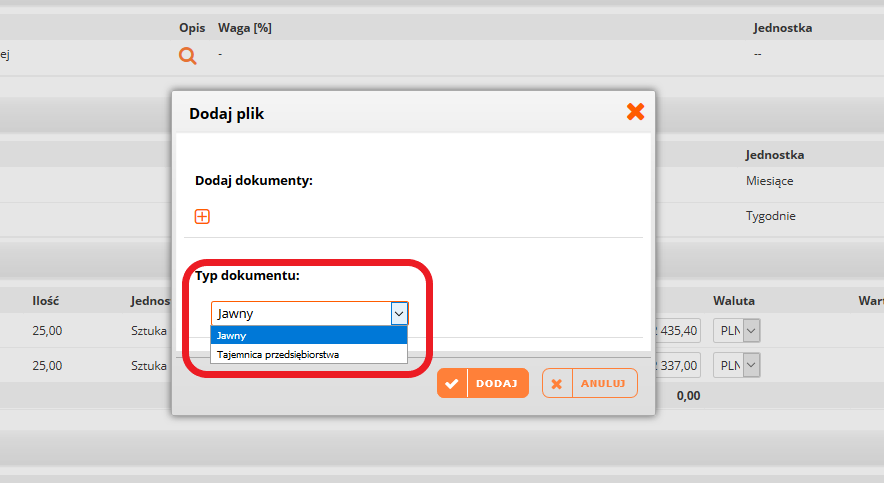 Opis Waga [%] Jednostka
ej - --
Dodaj plik
Jednostka
Dodaj dokumenty:
Miesiące
Tygodnie
Typ dokumentu:
Ilość Jednos Waluta Wart
Jawny
25,00 Sztuka 435,40 PLN
Jawny
Tajemnica przedsiębiorstwa
25,00 Sztuka 337,00 PLN
DODAJ ANULUJ
0,00